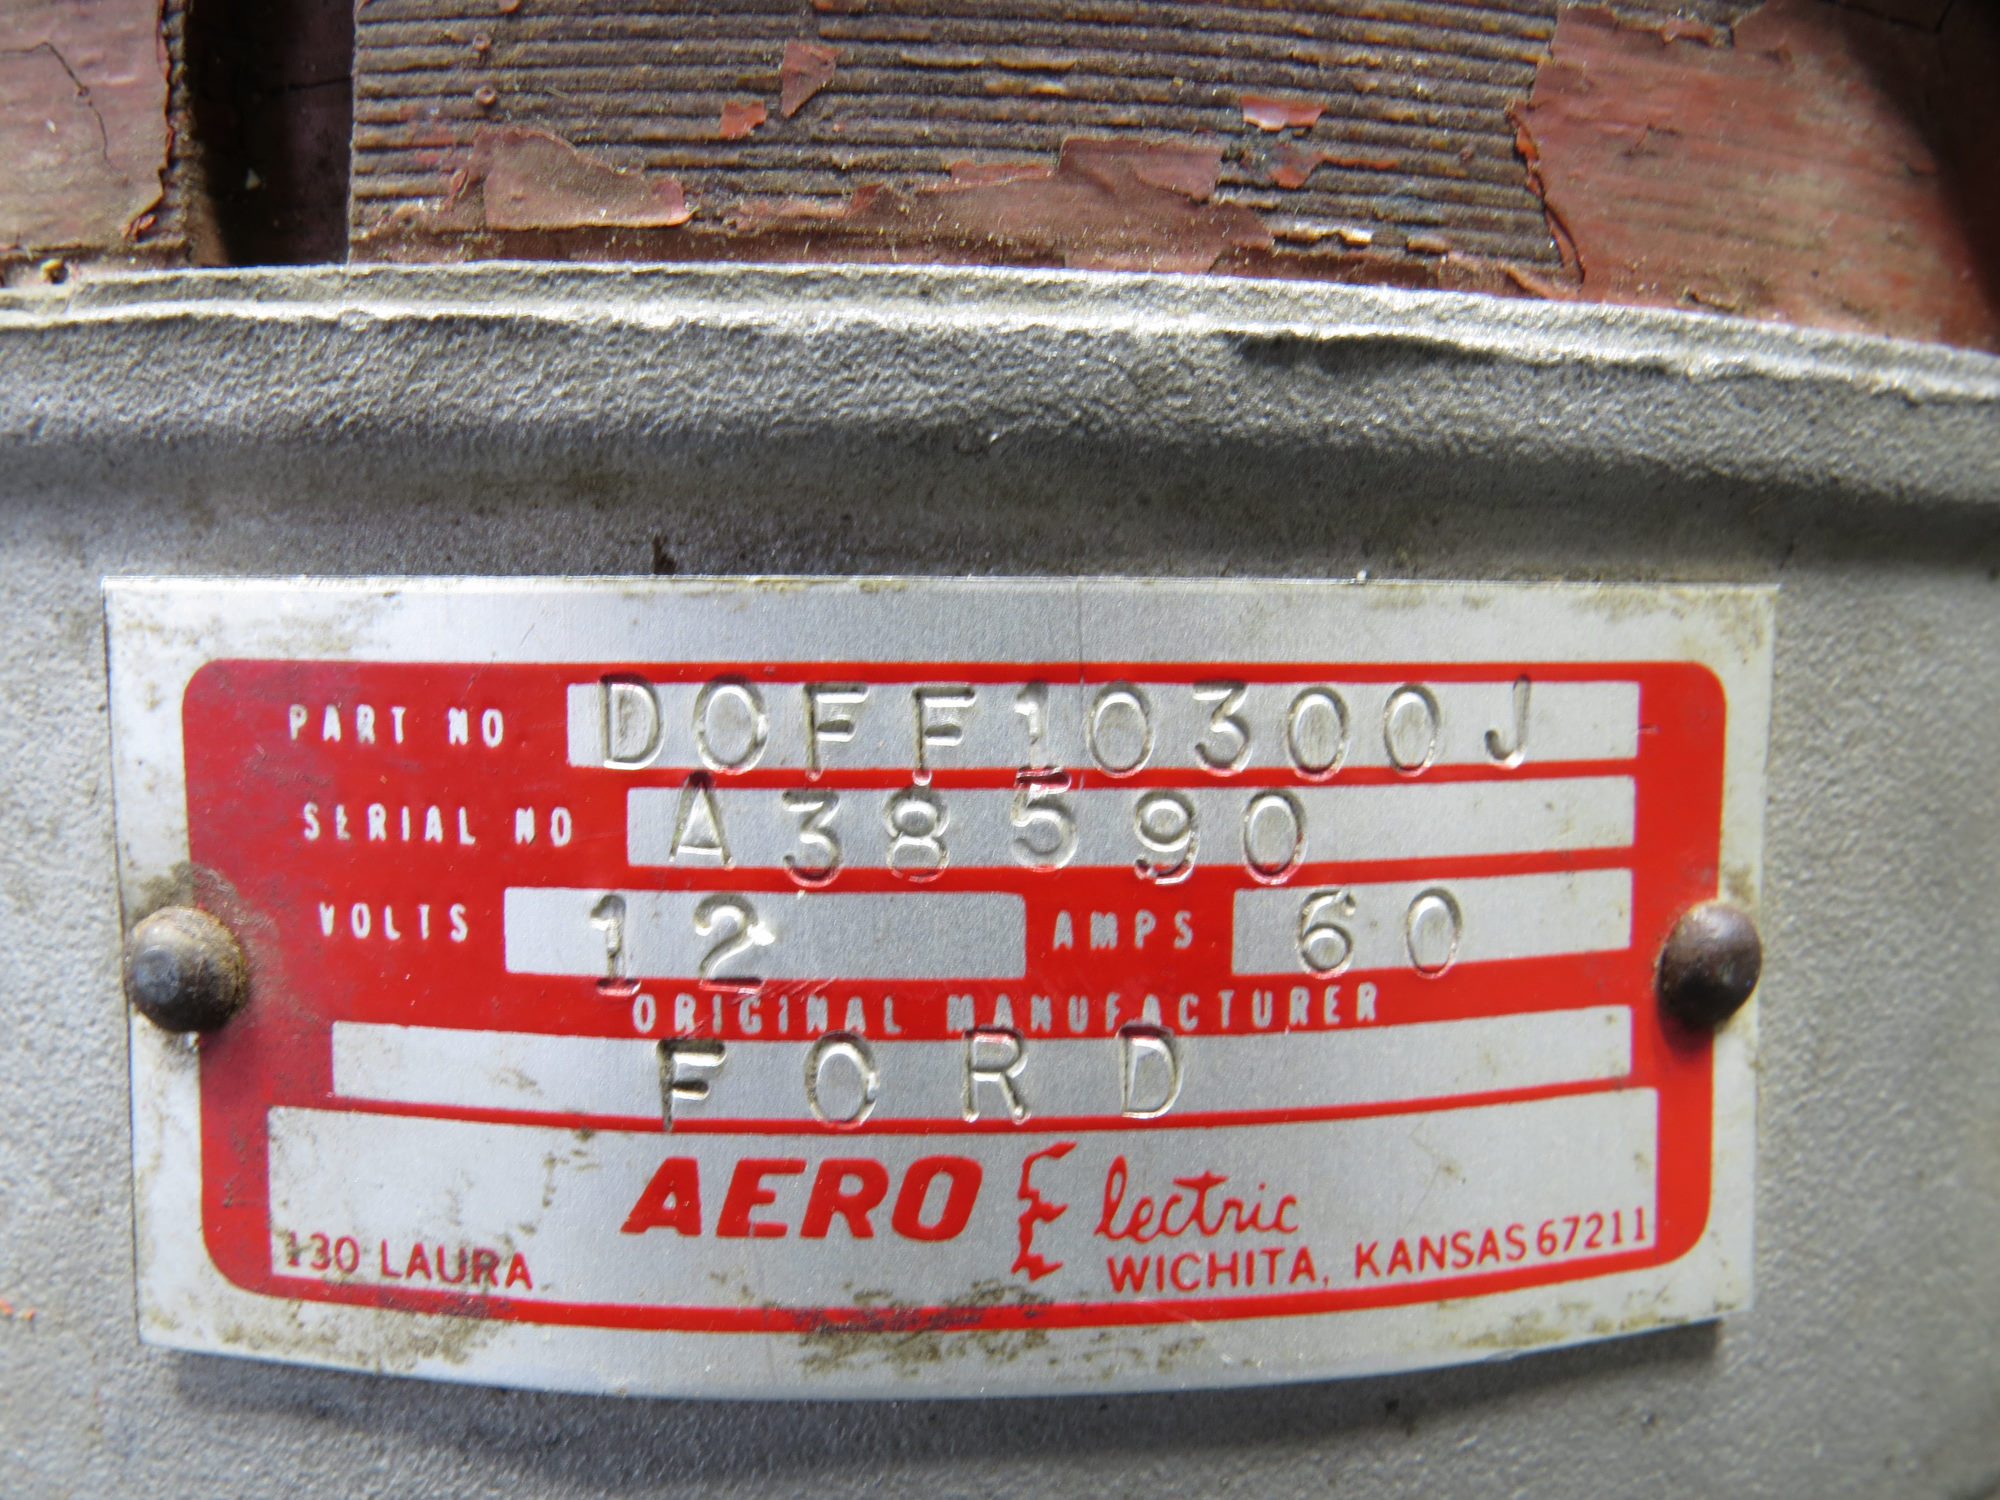 PART NO DOFF10300J
SERIAL NO A38590
VOLTS 12 AMPS 60
ORIGINAL MANUFACTURER
FORD
AERO Electric
130 LAURA WICHITA, KANSAS 67211